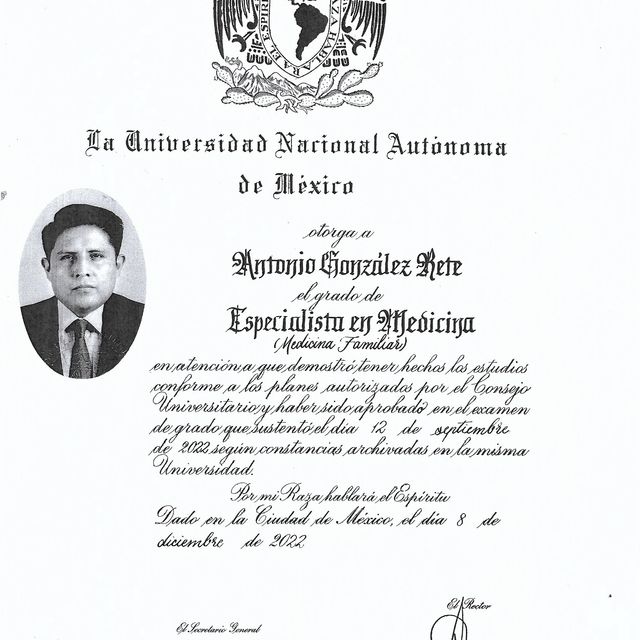 HABLARA EL
La Universidad Nacional Autónoma
de México
otorga a
Antonio González Rete
el grado de
Especialista en Medicina
(Medicina Familiar)
en atención a que demostró tener hechos los estudios
conforme a los planes autorizados por el Consejo
Universitario y haber sido aprobado en el examen
de grado que sustentó el día 12 de septiembre
de 2022 según constancias archivadas en la misma
Universidad.
Por mi Raza hablará el Espíritu
Dado en la Ciudad de México, el día 8 de
diciembre de 2022
El Rector
El Secretario General